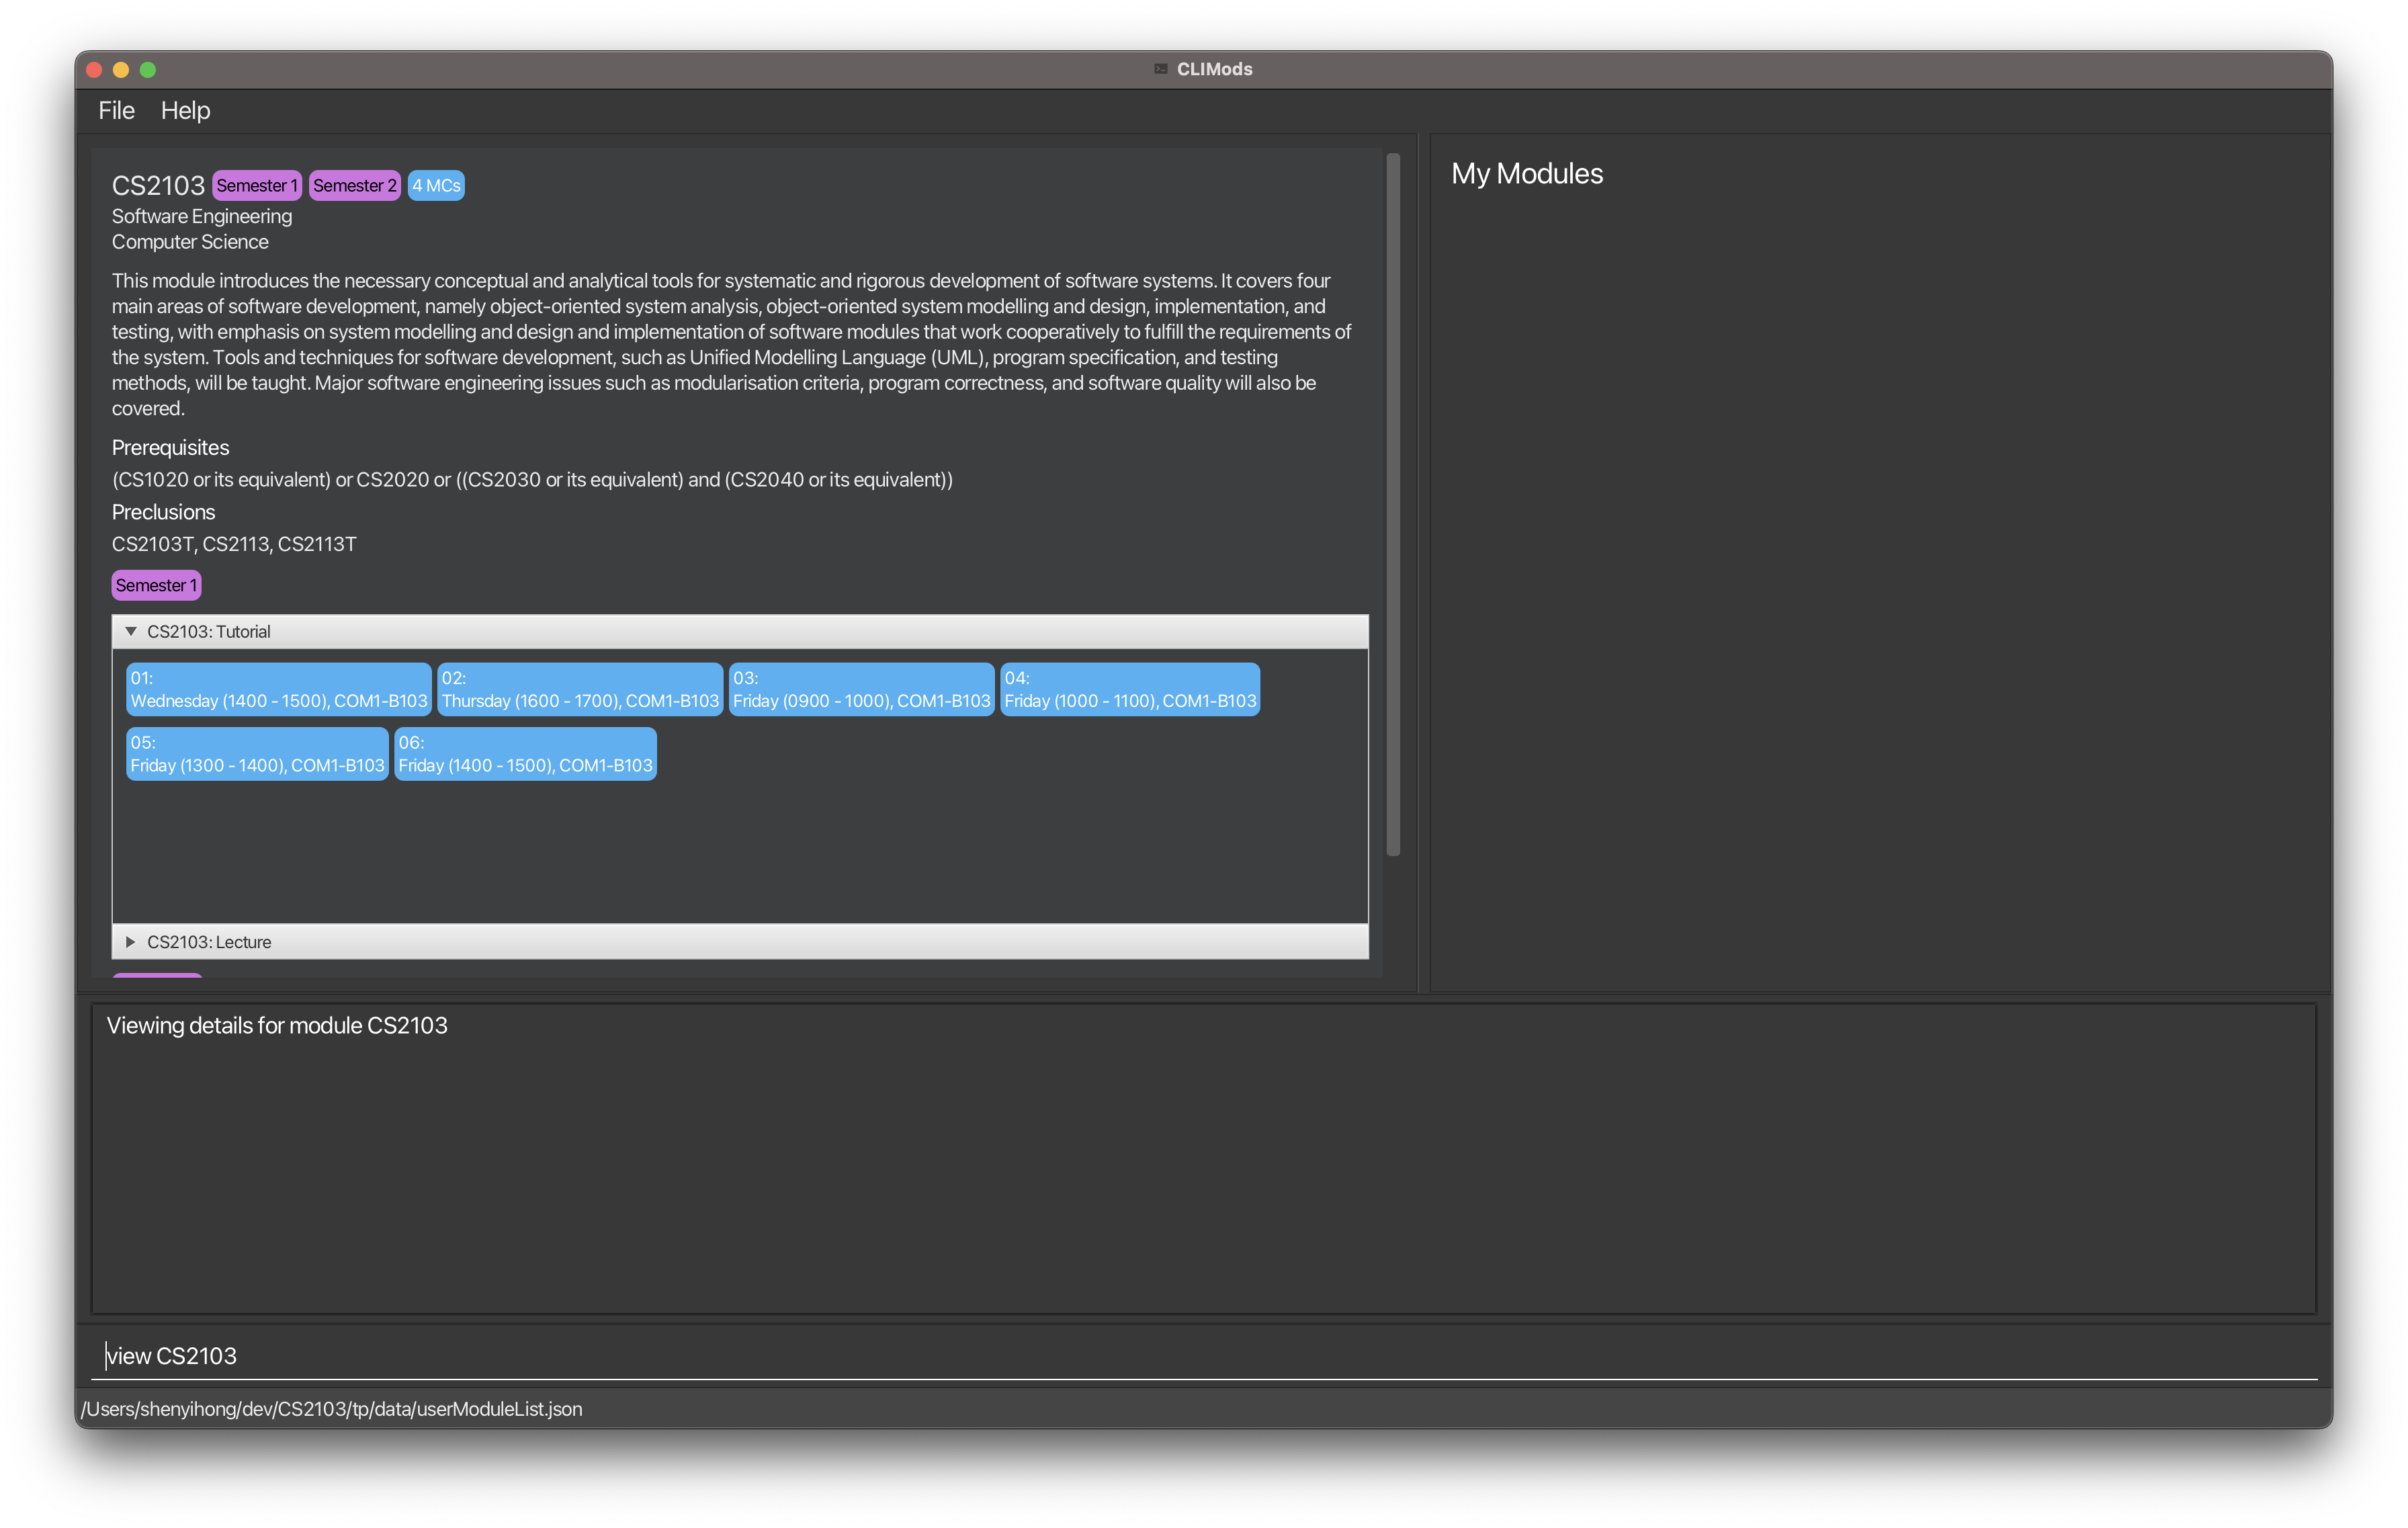 CLIMods
File Help
CS2103 Semester 1 Semester 2 4 MCs
Software Engineering
Computer Science
This module introduces the necessary conceptual and analytical tools for systematic and rigorous development of software systems. It covers four
main areas of software development, namely object-oriented system analysis, object-oriented system modelling and design, implementation, and
testing, with emphasis on system modelling and design and implementation of software modules that work cooperatively to fulfill the requirements of
the system. Tools and techniques for software development, such as Unified Modelling Language (UML), program specification, and testing
methods, will be taught. Major software engineering issues such as modularisation criteria, program correctness, and software quality will also be
covered.
Prerequisites
(CS1020 or its equivalent) or CS2020 or ((CS2030 or its equivalent) and (CS2040 or its equivalent))
Preclusions
CS2103T, CS2113, CS2113T
Semester 1
CS2103: Tutorial
01:
Wednesday (1400 - 1500), COM1-B103
02:
Thursday (1600 - 1700), COM1-B103
03:
Friday (0900 - 1000), COM1-B103
04:
Friday (1000 - 1100), COM1-B103
05:
Friday (1300 - 1400), COM1-B103
06:
Friday (1400 - 1500), COM1-B103
CS2103: Lecture
My Modules
Viewing details for module CS2103
view CS2103
/Users/shenyihong/dev/CS2103/tp/data/userModuleList.json